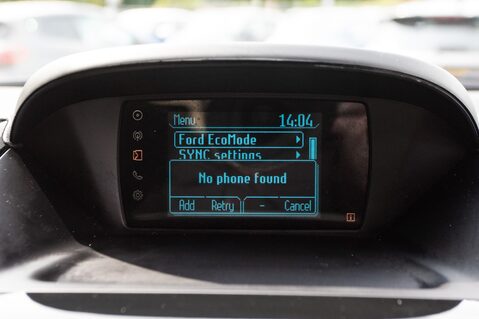 Menu 14:04
Ford EcoMode
SYNC settings
No phone found
Add Retry - Cancel